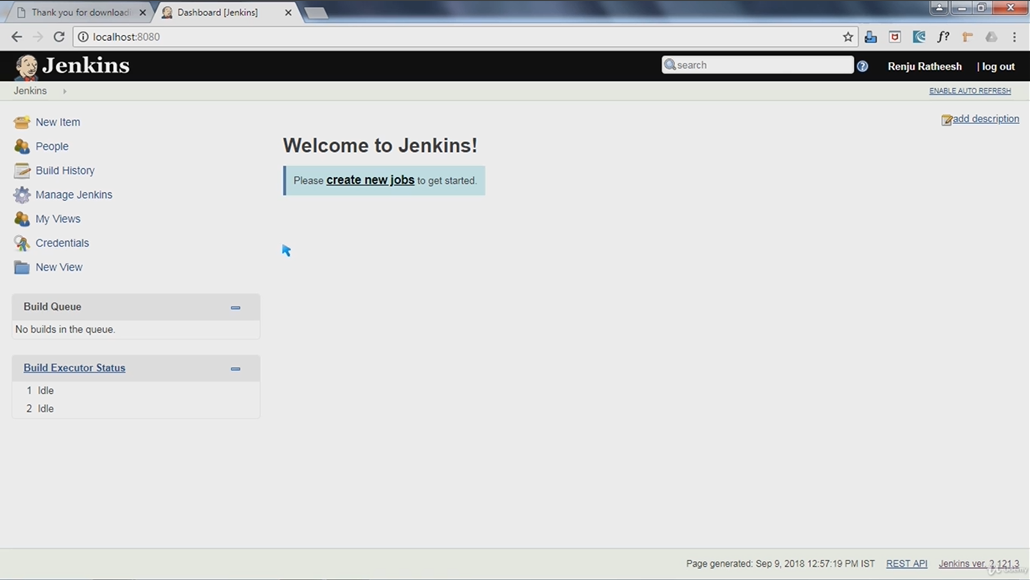 Thank you for downloadi
Dashboard [Jenkins]
localhost:8080
f?
Jenkins
search
Renju Ratheesh
| log out
Jenkins
ENABLE AUTO REFRESH
New Item
People
Build History
Manage Jenkins
My Views
Credentials
New View
add description
Welcome to Jenkins!
Please create new jobs to get started.
Build Queue
No builds in the queue.
Build Executor Status
1 Idle
2 Idle
Page generated: Sep 9, 2018 12:57:19 PM IST
REST API
Jenkins ver. 2.121.3